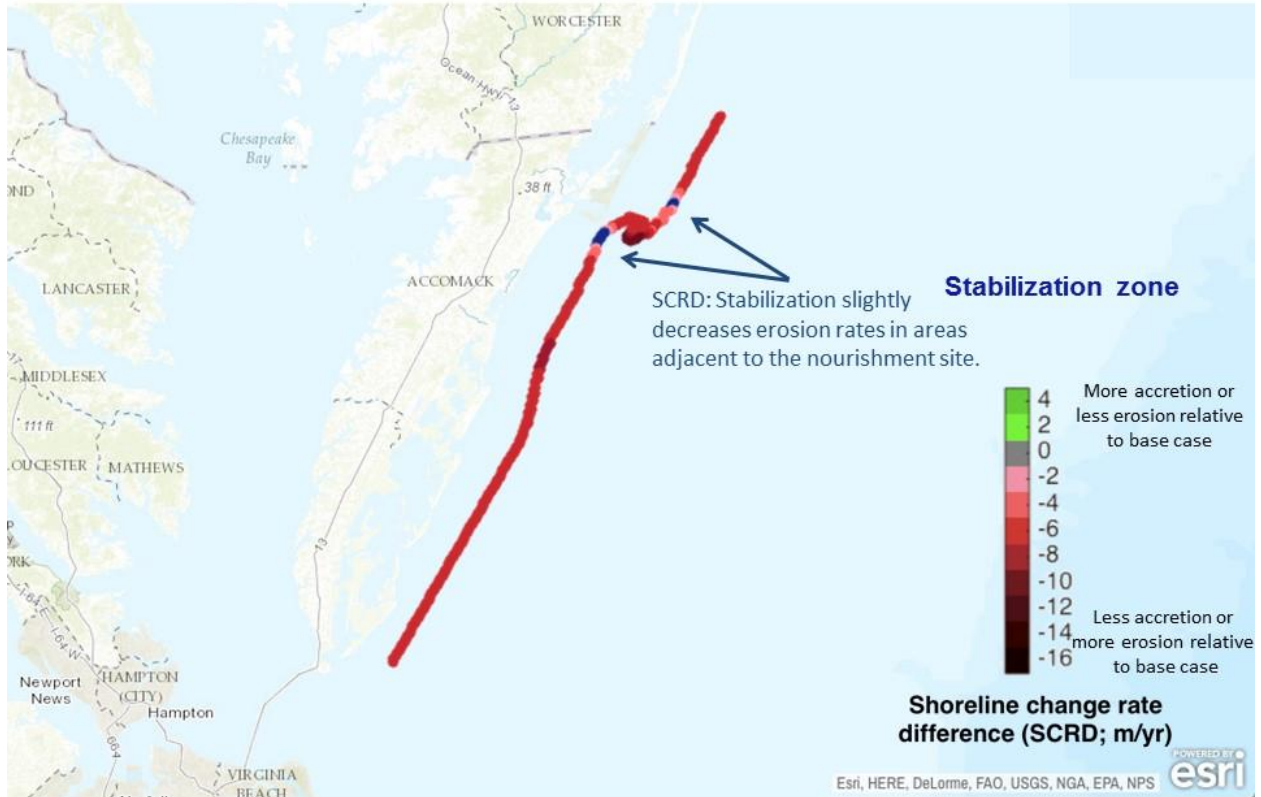 WORCESTER
Ocean Hwy
13
Chesapeake
Bay
38 ft
OND
ACCOMACK
LANCASTER
SCRD: Stabilization slightly
decreases erosion rates in areas
adjacent to the nourishment site.
Stabilization zone
MIDDLESEX
111 ft
OUCESTER
MATHEWS
4
2
0
-2
-4
-6
-8
-10
-12
-14
-16
More accretion or
less erosion relative
to base case
Less accretion or
more erosion relative
to base case
Shoreline change rate
difference (SCRD; m/yr)
13
ORK
I-64 E
I-64 W
Newport
News
HAMPTON
(CITY)
Hampton
664
VIRGINIA
BEACH
POWERED BY
esri
Esri, HERE, DeLorme, FAO, USGS, NGA, EPA, NPS